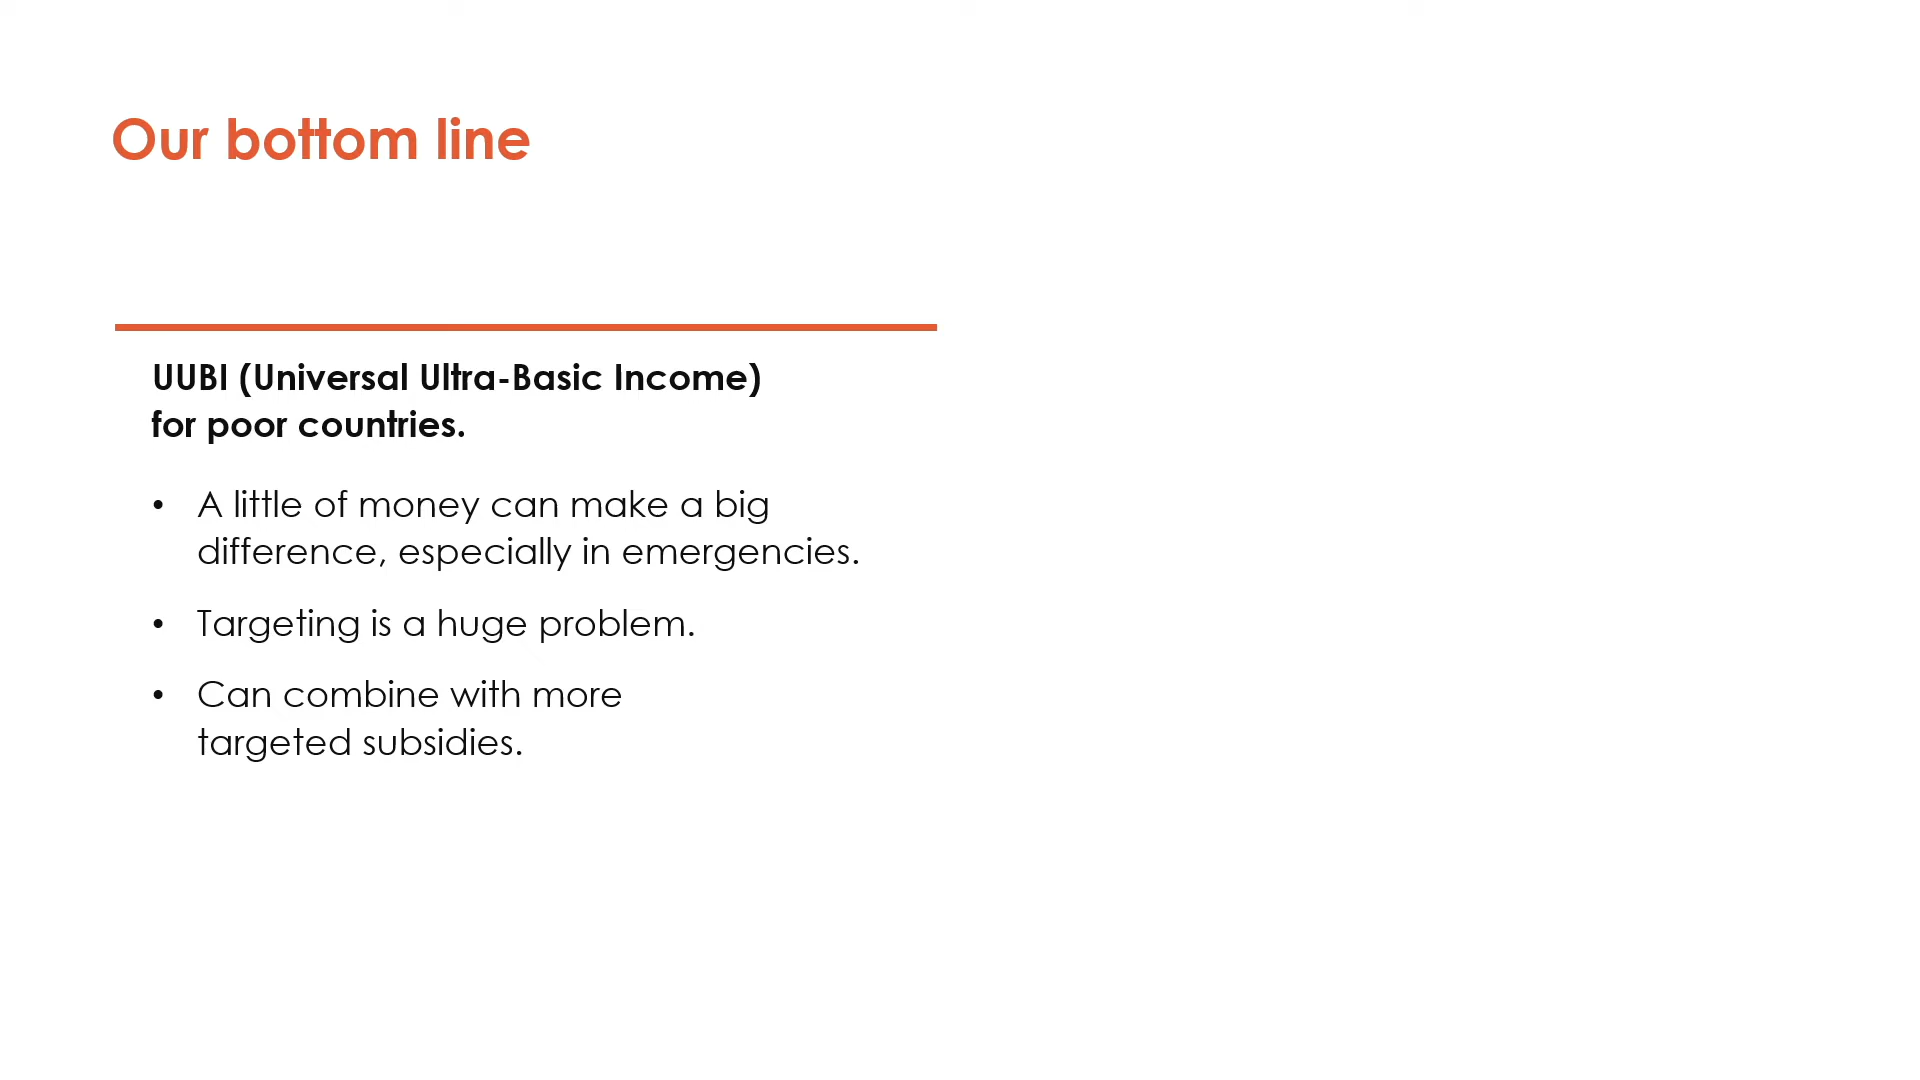 Our bottom line
UUBI (Universal Ultra-Basic Income)
for poor countries.
• A little of money can make a big
difference, especially in emergencies.
• Targeting is a huge problem.
• Can combine with more
targeted subsidies.